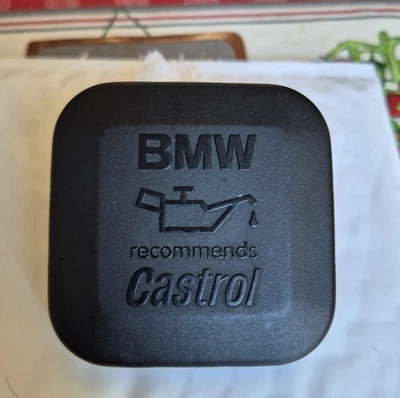 BMW
recommends
Castrol